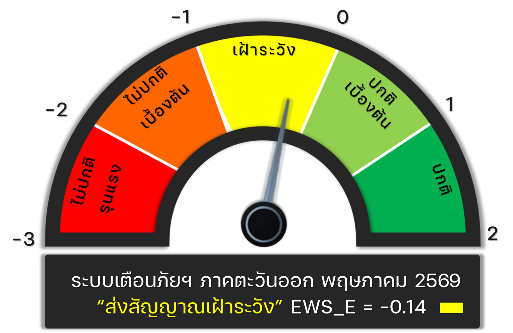 -1
0
เฝ้าระวัง
ไม่ปกติ
เบื้องต้น
ปกติ
เบื้องต้น
-2
1
ไม่ปกติ
รุนแรง
ปกติ
-3
2
ระบบเตือนภัยฯ ภาคตะวันออก พฤษภาคม 2569
“ส่งสัญญาณเฝ้าระวัง” EWS_E = -0.14